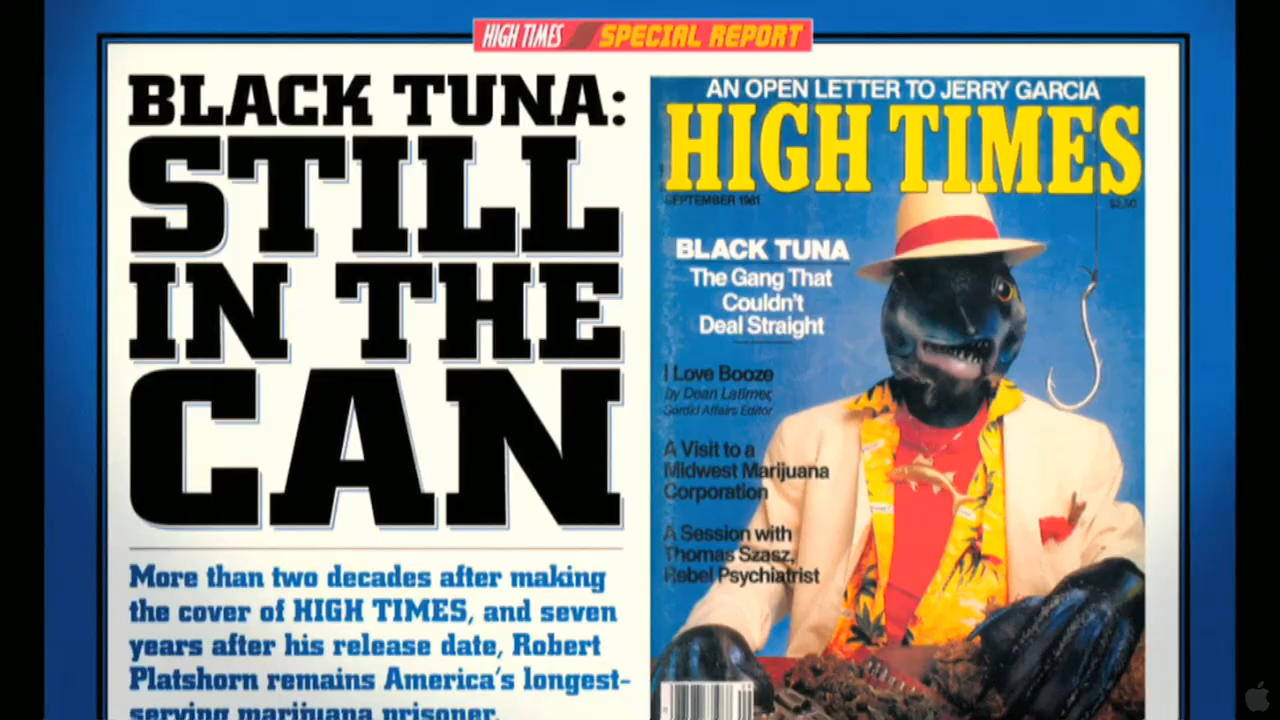 HIGH TIMES SPECIAL REPORT
BLACK TUNA:
STILL
IN THE
CAN
More than two decades after making
the cover of HIGH TIMES, and seven
years after his release date, Robert
Platshorn remains America's longest-
serving marijuana prisoner.
AN OPEN LETTER TO JERRY GARCIA
HIGH TIMES
SEPTEMBER 1981
$2.50
BLACK TUNA
The Gang That
Couldn't
Deal Straight
I Love Booze
by Dean Latimer,
Sordid Affairs Editor
A Visit to a
Midwest Marijuana
Corporation
A Session with
Thomas Szasz,
Rebel Psychiatrist